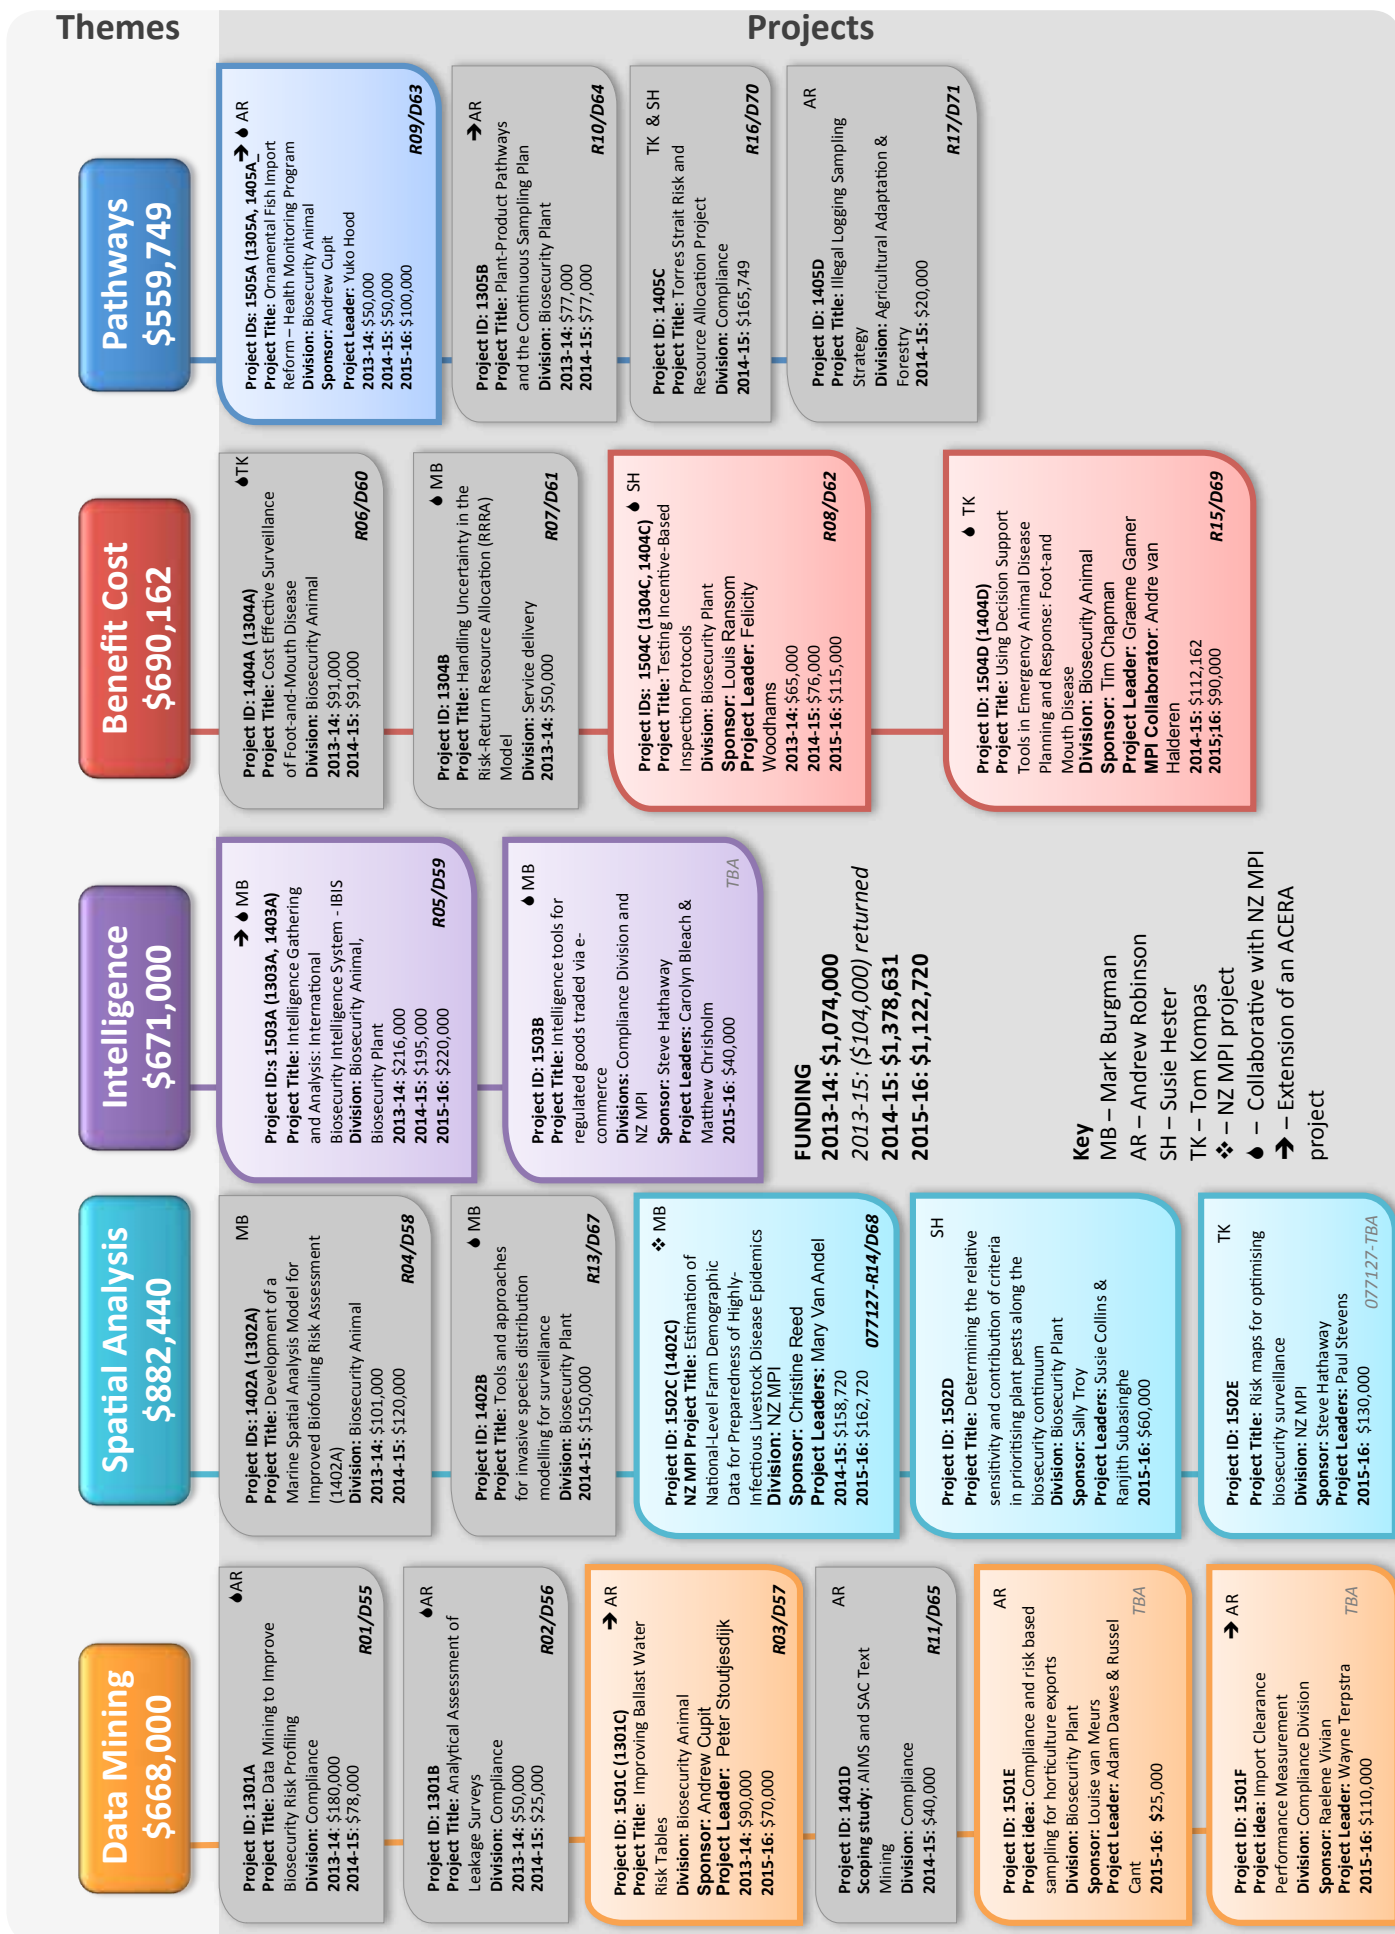 Themes
Projects
Data Mining
$668,000
Project ID: 1301A
♦AR
Project Title: Data Mining to Improve
Biosecurity Risk Profiling
Division: Compliance
2013-14: $180,000
2014-15: $78,000
R01/D55
Project ID: 1301B
♦AR
Project Title: Analytical Assessment of
Leakage Surveys
Division: Compliance
2013-14: $50,000
2014-15: $25,000
R02/D56
Project ID: 1501C (1301C)
➔ AR
Project Title: Improving Ballast Water
Risk Tables
Division: Biosecurity Animal
Sponsor: Andrew Cupit
Project Leader: Peter Stoutjesdijk
2013-14: $90,000
2015-16: $70,000
R03/D57
Project ID: 1401D
AR
Scoping study: AIMS and SAC Text
Mining
Division: Compliance
2014-15: $40,000
R11/D65
Project ID: 1501E
AR
Project idea: Compliance and risk based
sampling for horticulture exports
Division: Biosecurity Plant
Sponsor: Louise van Meurs
Project Leader: Adam Dawes & Russel
Cant
2015-16: $25,000
TBA
Project ID: 1501F
➔ AR
Project idea: Import Clearance
Performance Measurement
Division: Compliance Division
Sponsor: Raelene Vivian
Project Leader: Wayne Terpstra
2015-16: $110,000
TBA
Spatial Analysis
$882,440
Project IDs: 1402A (1302A)
MB
Project Title: Development of a
Marine Spatial Analysis Model for
Improved Biofouling Risk Assessment
(1402A)
Division: Biosecurity Animal
2013-14: $101,000
2014-15: $120,000
R04/D58
Project ID: 1402B
♦ MB
Project Title: Tools and approaches
for invasive species distribution
modelling for surveillance
Division: Biosecurity Plant
2014-15: $150,000
R13/D67
Project ID: 1502C (1402C)
❖ MB
NZ MPI Project Title: Estimation of
National-Level Farm Demographic
Data for Preparedness of Highly-
Infectious Livestock Disease Epidemics
Division: NZ MPI
Sponsor: Christine Reed
Project Leaders: Mary Van Andel
2014-15: $158,720
2015-16: $162,720
077127-R14/D68
Project ID: 1502D
SH
Project Title: Determining the relative
sensitivity and contribution of criteria
in prioritising plant pests along the
biosecurity continuum
Division: Biosecurity Plant
Sponsor: Sally Troy
Project Leaders: Susie Collins &
Ranjith Subasinghe
2015-16: $60,000
Project ID: 1502E
TK
Project Title: Risk maps for optimising
biosecurity surveillance
Division: NZ MPI
Sponsor: Steve Hathaway
Project Leaders: Paul Stevens
2015-16: $130,000
077127-TBA
Intelligence
$671,000
➔ ♦ MB
Project ID:s 1503A (1303A, 1403A)
Project Title: Intelligence Gathering
and Analysis: International
Biosecurity Intelligence System - IBIS
Division: Biosecurity Animal,
Biosecurity Plant
2013-14: $216,000
2014-15: $195,000
2015-16: $220,000
R05/D59
Project ID: 1503B
♦ MB
Project Title: Intelligence tools for
regulated goods traded via e-
commerce
Divisions: Compliance Division and
NZ MPI
Sponsor: Steve Hathaway
Project Leaders: Carolyn Bleach &
Matthew Chrisholm
2015-16: $40,000
TBA
FUNDING
2013-14: $1,074,000
2013-15: ($104,000) returned
2014-15: $1,378,631
2015-16: $1,122,720
Key
MB – Mark Burgman
AR – Andrew Robinson
SH – Susie Hester
TK – Tom Kompas
❖ – NZ MPI project
♦ – Collaborative with NZ MPI
➔ – Extension of an ACERA
project
Benefit Cost
$690,162
♦TK
Project ID: 1404A (1304A)
Project Title: Cost Effective Surveillance
of Foot-and-Mouth Disease
Division: Biosecurity Animal
2013-14: $91,000
2014-15: $91,000
R06/D60
Project ID: 1304B
♦ MB
Project Title: Handling Uncertainty in the
Risk-Return Resource Allocation (RRRA)
Model
Division: Service delivery
2013-14: $50,000
R07/D61
Project IDs: 1504C (1304C, 1404C)
♦ SH
Project Title: Testing Incentive-Based
Inspection Protocols
Division: Biosecurity Plant
Sponsor: Louis Ransom
Project Leader: Felicity
Woodhams
2013-14: $65,000
2014-15: $76,000
2015-16: $115,000
R08/D62
♦ TK
Project ID: 1504D (1404D)
Project Title: Using Decision Support
Tools in Emergency Animal Disease
Planning and Response: Foot-and
Mouth Disease
Division: Biosecurity Animal
Sponsor: Tim Chapman
Project Leader: Graeme Garner
MPI Collaborator: Andre van
Halderen
2014-15: $112,162
2015;16: $90,000
R15/D69
Pathways
$559,749
Project IDs: 1505A (1305A, 1405A_
➔ ♦ AR
Project Title: Ornamental Fish Import
Reform – Health Monitoring Program
Division: Biosecurity Animal
Sponsor: Andrew Cupit
Project Leader: Yuko Hood
2013-14: $50,000
2014-15: $50,000
2015-16: $100,000
R09/D63
➔AR
Project ID: 1305B
Project Title: Plant-Product Pathways
and the Continuous Sampling Plan
Division: Biosecurity Plant
2013-14: $77,000
2014-15: $77,000
R10/D64
TK & SH
Project ID: 1405C
Project Title: Torres Strait Risk and
Resource Allocation Project
Division: Compliance
2014-15: $165,749
R16/D70
AR
Project ID: 1405D
Project Title: Illegal Logging Sampling
Strategy
Division: Agricultural Adaptation &
Forestry
2014-15: $20,000
R17/D71